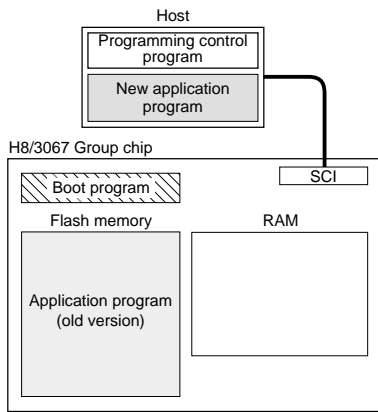 Host
Programming control
program
New application
program
H8/3067 Group chip
SCI
Boot program
Flash memory
RAM
Application program
(old version)